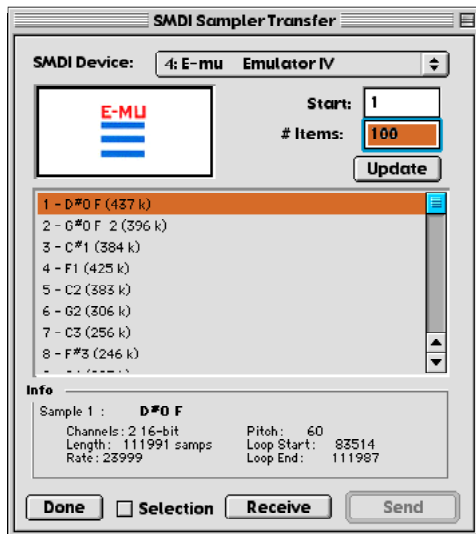 SMDI Sampler Transfer
SMDI Device: 4: E-mu Emulator IV
E-MU
Start: 1
# Items: 100
Update
1 - D#0 F (437 k)
2 - G#0 F 2 (396 k)
3 - C#1 (384 k)
4 - F1 (425 k)
5 - C2 (383 k)
6 - G2 (306 k)
7 - C3 (256 k)
8 - F#3 (246 k)
Info
Sample 1 : D#0 F
Channels: 2 16-bit Pitch: 60
Length: 111991 samps Loop Start: 83514
Rate: 23999 Loop End: 111987
Done Selection Receive Send